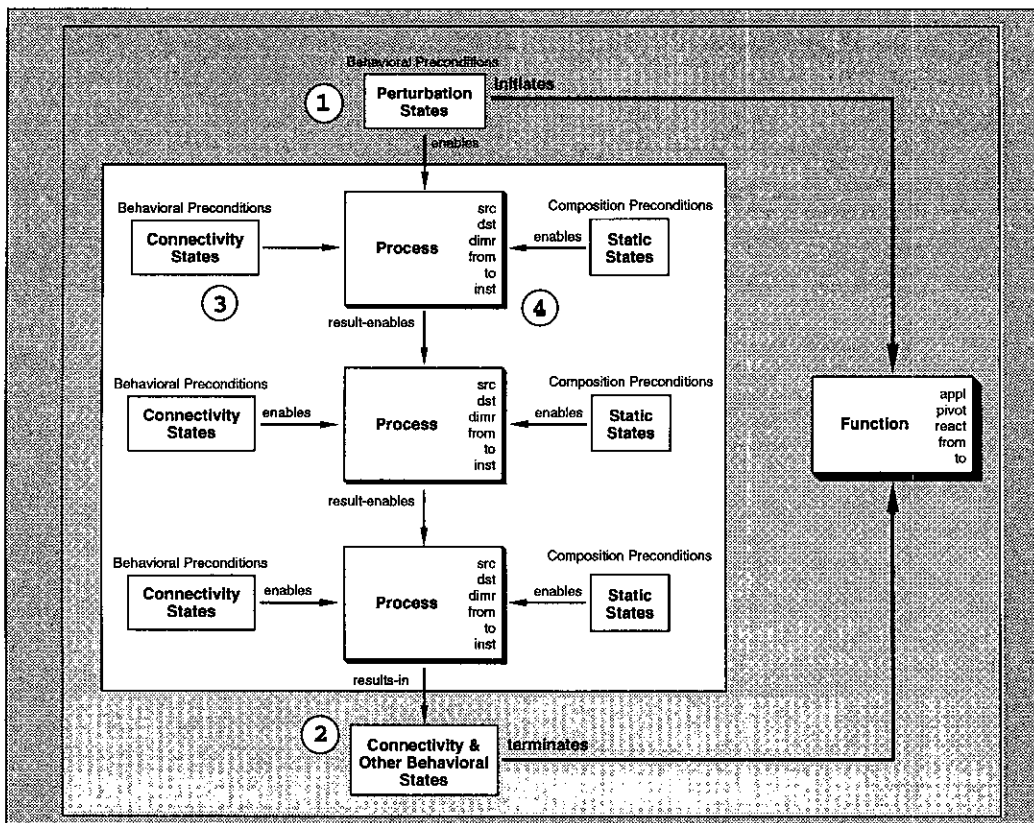 Behavioral Preconditions
1
Perturbation
States
initiates
enables
Behavioral Preconditions
Connectivity
States
3
Process
src
dst
dimr
from
to
inst
Composition Preconditions
enables
Static
States
4
result-enables
Behavioral Preconditions
Connectivity
States
enables
Process
src
dst
dimr
from
to
inst
Composition Preconditions
enables
Static
States
Function
appl
pivot
react
from
to
result-enables
Behavioral Preconditions
Connectivity
States
enables
Process
src
dst
dimr
from
to
inst
Composition Preconditions
enables
Static
States
results-in
2
Connectivity &
Other Behavioral
States
terminates